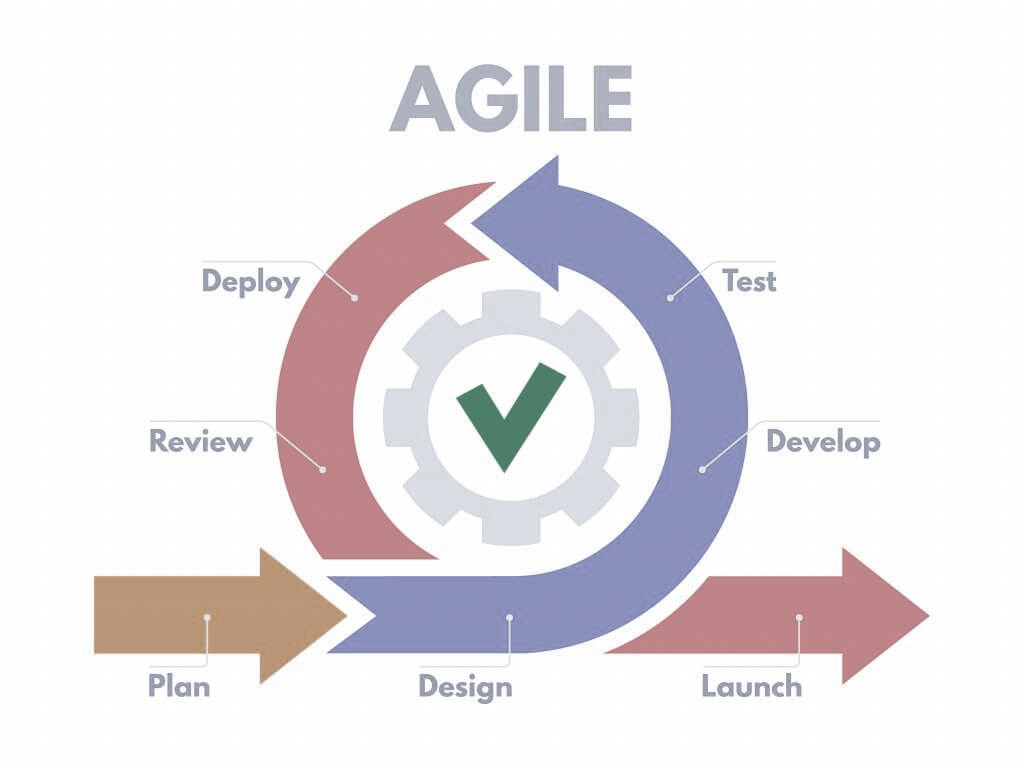 AGILE
Deploy
Test
Review
Develop
Plan
Design
Launch